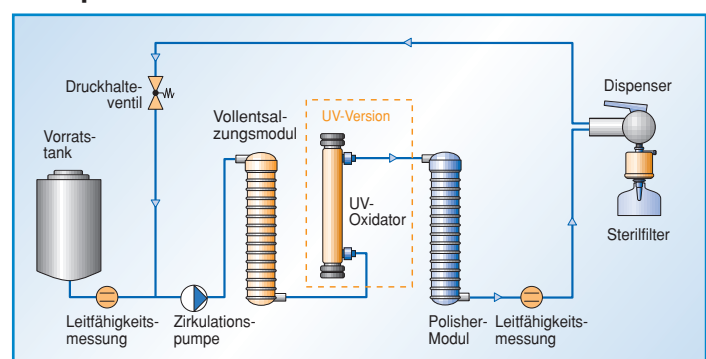 Druckhalte-
ventil
Vorrats-
tank
Vollentsal-
zungsmodul
UV-Version
UV-
Oxidator
Dispenser
Sterilfilter
Leitfähigkeits-
messung
Zirkulations-
pumpe
Polisher-
Modul
Leitfähigkeits-
messung